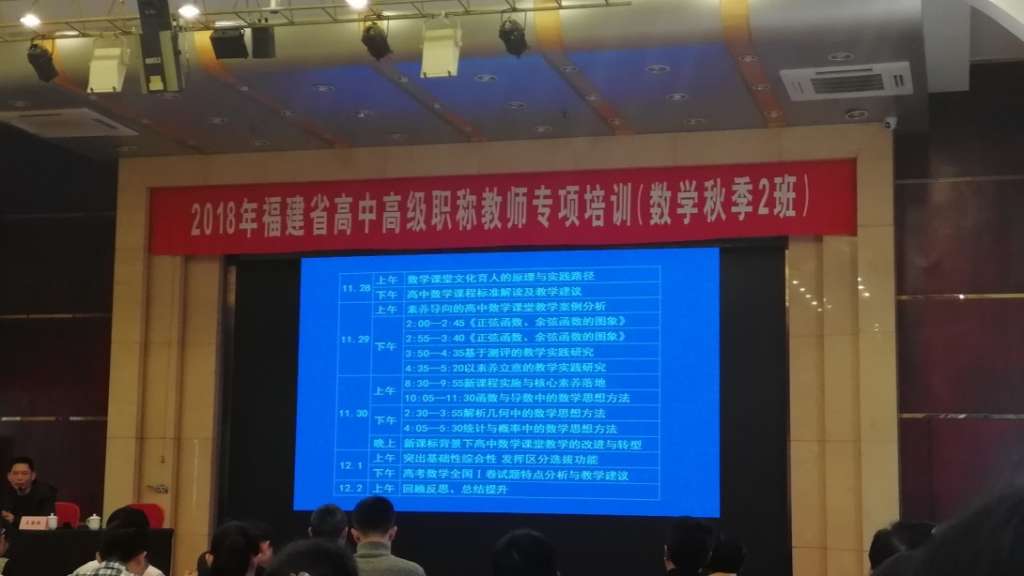 2018年福建省高中高级职称教师专项培训(数学秋季2班)
11.28 上午 数学课堂文化育人的原理与实践路径
下午 高中数学课程标准解读及教学建议
11.29 上午 素养导向的高中数学课堂教学案例分析
下午 2:00—2:45《正弦函数、余弦函数的图象》
2:55—3:40《正弦函数、余弦函数的图象》
3:50—4:35基于测评的教学实践研究
4:35—5:20以素养立意的教学实践研究
11.30 上午 8:30—9:55新课程实施与核心素养落地
10:05—11:30函数与导数中的数学思想方法
下午 2:30—3:55解析几何中的数学思想方法
4:05—5:30统计与概率中的数学思想方法
晚上 新课标背景下高中数学课堂教学的改进与转型
12.1 上午 突出基础性综合性 发挥区分选拔功能
下午 高考数学全国Ⅰ卷试题特点分析与教学建议
12.2 上午 回顾反思、总结提升